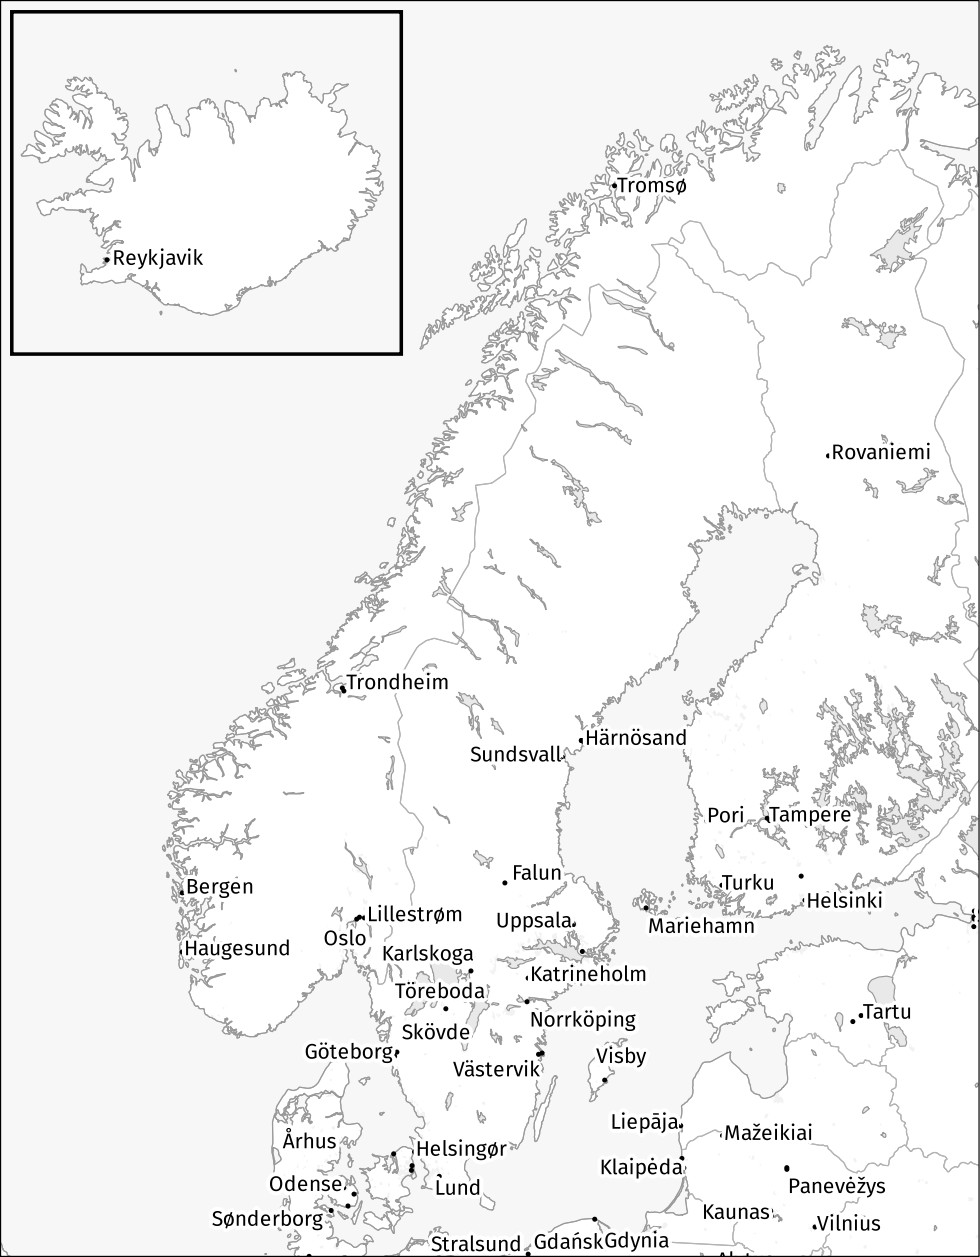 Tromsø
Reykjavik
Rovaniemi
Trondheim
Härnösand
Sundsvall
Pori
Tampere
Falun
Turku
Bergen
Helsinki
Lillestrøm
Uppsala
Mariehamn
Oslo
Haugesund
Karlskoga
Katrineholm
Töreboda
Tartu
Norrköping
Skövde
Göteborg
Visby
Västervik
Liepāja
Mažeikiai
Århus
Helsingør
Klaipėda
Odense
Lund
Panevėžys
Kaunas
Sønderborg
Vilnius
Stralsund
Gdańsk
Gdynia